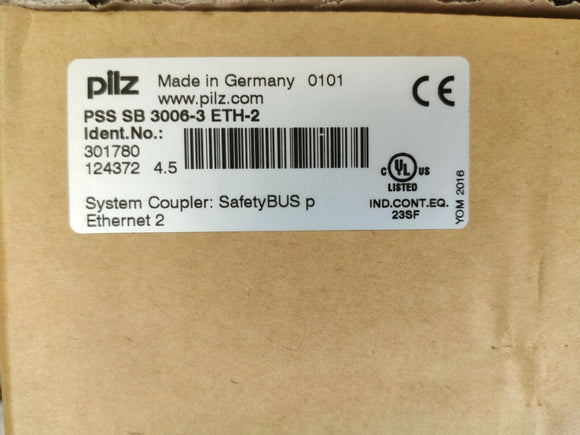 pilz Made in Germany 0101
www.pilz.com
CE
PSS SB 3006-3 ETH-2
Ident.No.:
301780
124372 4.5
C UL US
LISTED
IND.CONT.EQ.
23SF
YOM 2016
System Coupler: SafetyBUS p
Ethernet 2